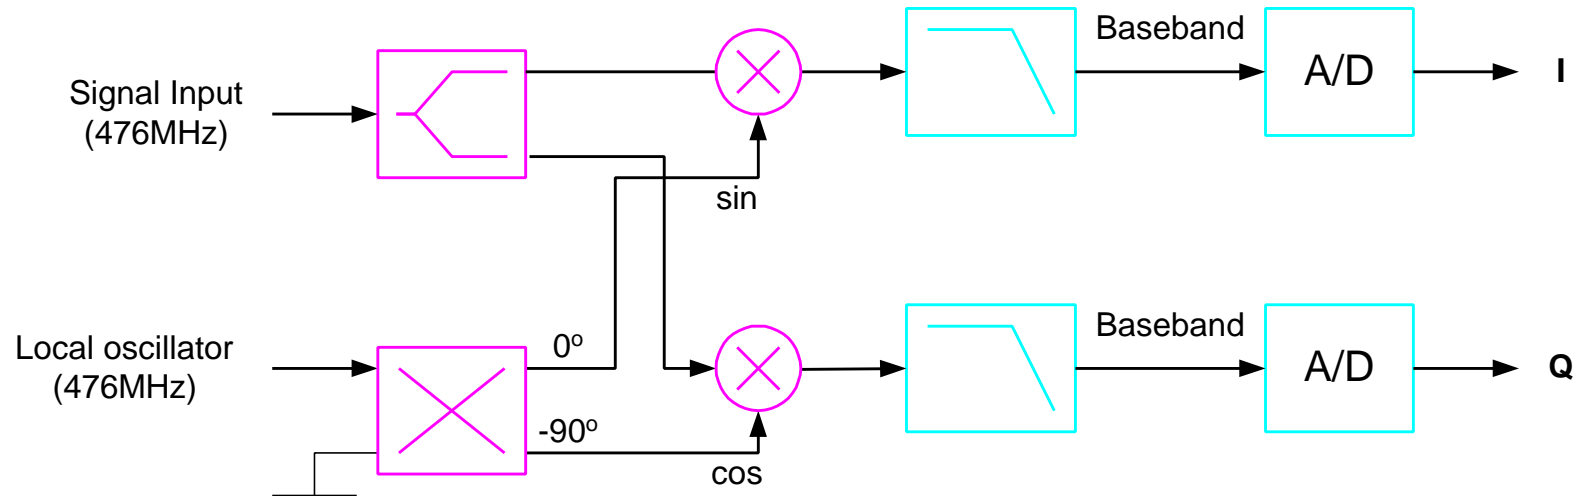 Baseband
A/D
I
Signal Input
(476MHz)
sin
Baseband
A/D
Q
Local oscillator
(476MHz)
0º
-90º
cos